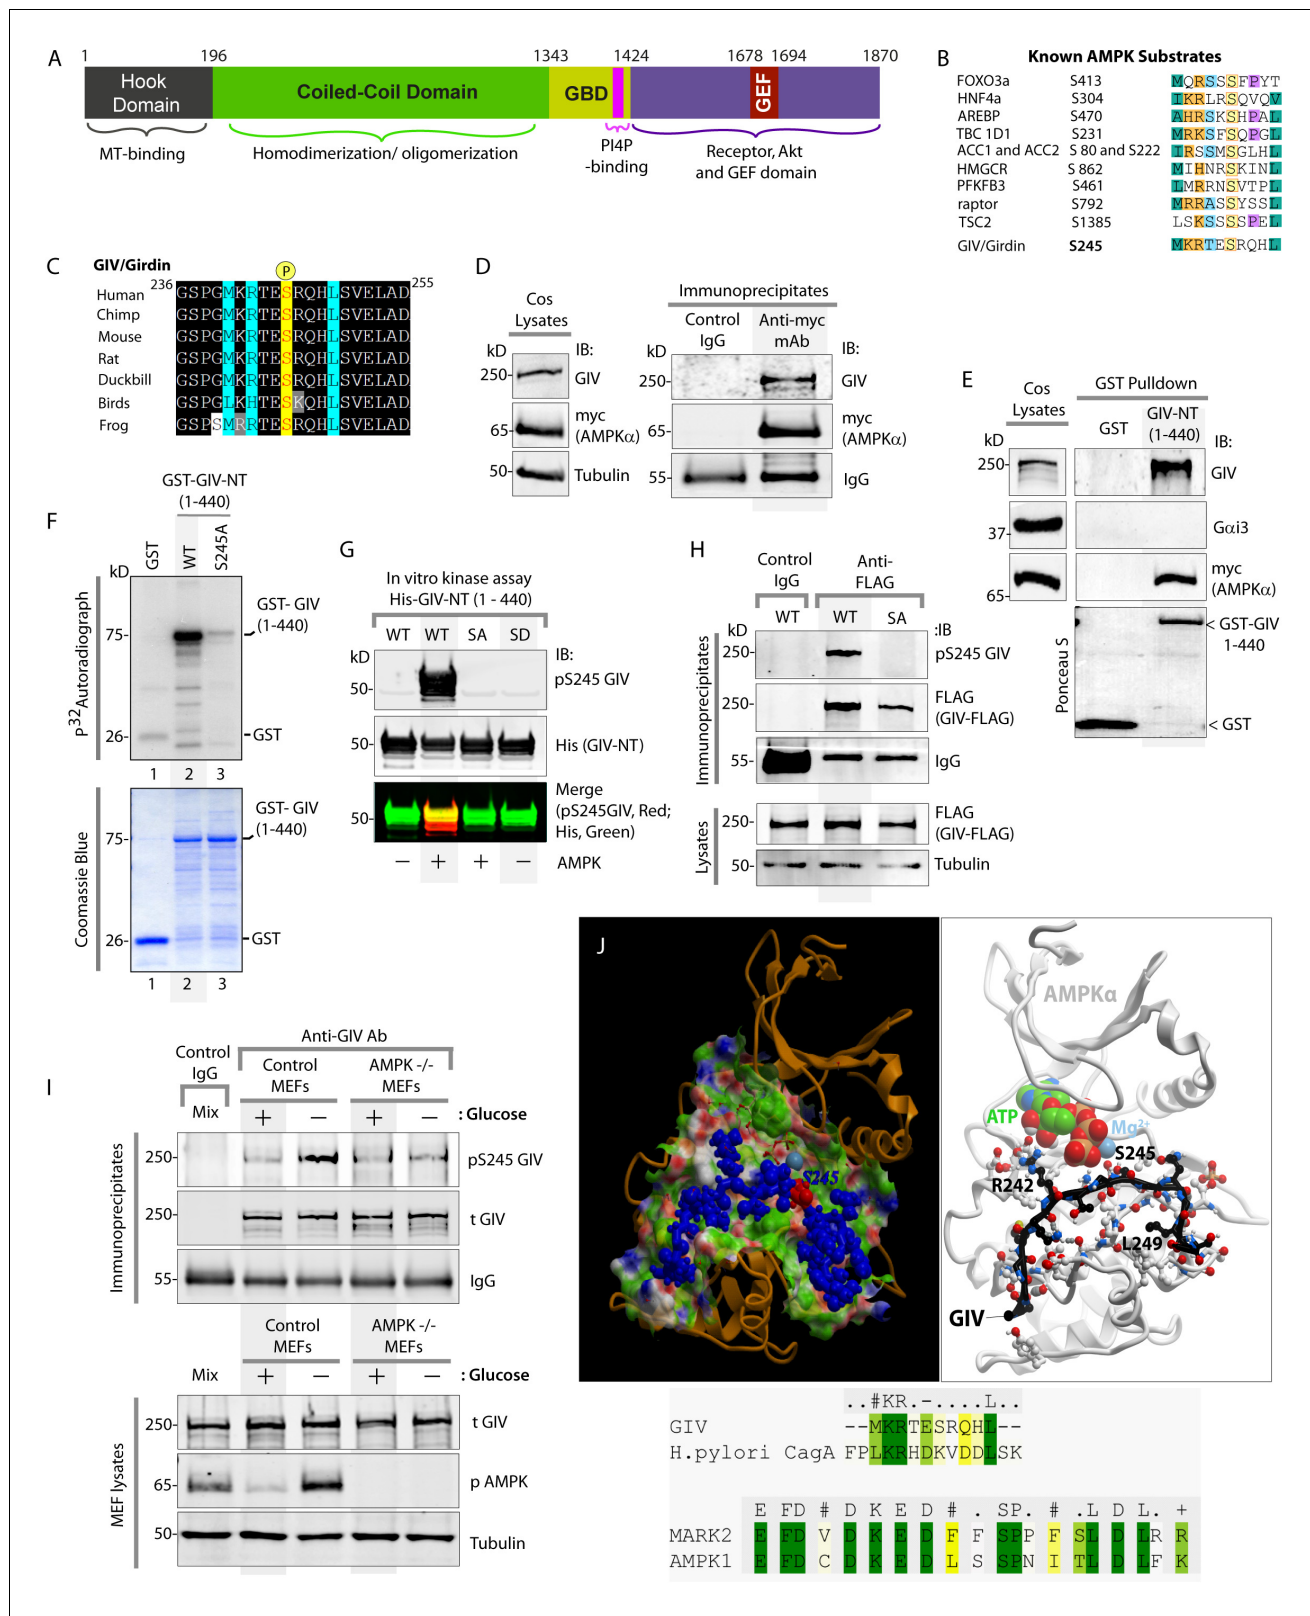 A
1 196 1343 1424 1678 1694 1870
Hook
Domain
Coiled-Coil Domain
GBD
GEF
MT-binding
Homodimerization/ oligomerization
PI4P
-binding
Receptor, Akt
and GEF domain
B
Known AMPK Substrates
FOXO3a S413 MQRSSSFPYT
HNF4a S304 IKRLRSQVQV
AREBP S470 AHRSKSHPAL
TBC 1D1 S231 MRKSFSQPGL
ACC1 and ACC2 S 80 and S222 IRSSMSGLHL
HMGCR S 862 MIHNRSKINL
PFKFB3 S461 LMRRNSVTPL
raptor S792 MRRASSYSSL
TSC2 S1385 LSKSSSSPEL
GIV/Girdin S245 MKRTESRQHL
C
GIV/Girdin
P
236 255
Human GSPGMKRTESRQHLSVELAD
Chimp GSPGMKRTESRQHLSVELAD
Mouse GSPGMKRTESRQHLSVELAD
Rat GSPGMKRTESRQHLSVELAD
Duckbill GSPGMKRTESRQHLSVELAD
Birds GSPGLKHTESKQHLSVELAD
Frog GSPSMRRTESRQHLSVELAD
D
Cos
Lysates
Immunoprecipitates
Control
IgG
Anti-myc
mAb
kD IB: kD IB:
250- GIV 250- GIV
65- myc
(AMPKα)
65- myc
(AMPKα)
50- Tubulin 55- IgG
E
Cos
Lysates
GST Pulldown
GST
GIV-NT
(1-440)
kD IB:
250- GIV
37- Gαi3
65- myc
(AMPKα)
Ponceau S
< GST-GIV
1-440
< GST
F
GST-GIV-NT
(1-440)
GST WT S245A
kD
P32Autoradiograph
75-
GST- GIV
(1-440)
26- GST
1 2 3
Coomassie Blue
75-
GST- GIV
(1-440)
26- GST
1 2 3
G
In vitro kinase assay
His-GIV-NT (1 - 440)
WT WT SA SD
kD IB:
50- pS245 GIV
50- His (GIV-NT)
50-
Merge
(pS245GIV, Red;
His, Green)
− + + − AMPK
H
Control
IgG
Anti-
FLAG
WT WT SA
kD :IB
Immunoprecipitates
250- pS245 GIV
250- FLAG
(GIV-FLAG)
55- IgG
Lysates
250- FLAG
(GIV-FLAG)
50- Tubulin
I
Anti-GIV Ab
Control
IgG
Control
MEFs
AMPK -/-
MEFs
Mix + − + − : Glucose
Immunoprecipitates
250- pS245 GIV
250- t GIV
55- IgG
Control
MEFs
AMPK -/-
MEFs
Mix + − + − : Glucose
MEF lysates
250- t GIV
65- p AMPK
50- Tubulin
J
S245
AMPKα
ATP
Mg2+
S245
R242
L249
GIV
..#KR.-....L..
GIV --MKRTESRQHL--
H.pylori CagA FPLKRHDKVDDLSK
E FD # D K E D # . SP. # .L D L. +
MARK2 E FD V D K E D F F SPP F SL D LR R
AMPK1 E FD C D K E D L S SPN I TL D LF K